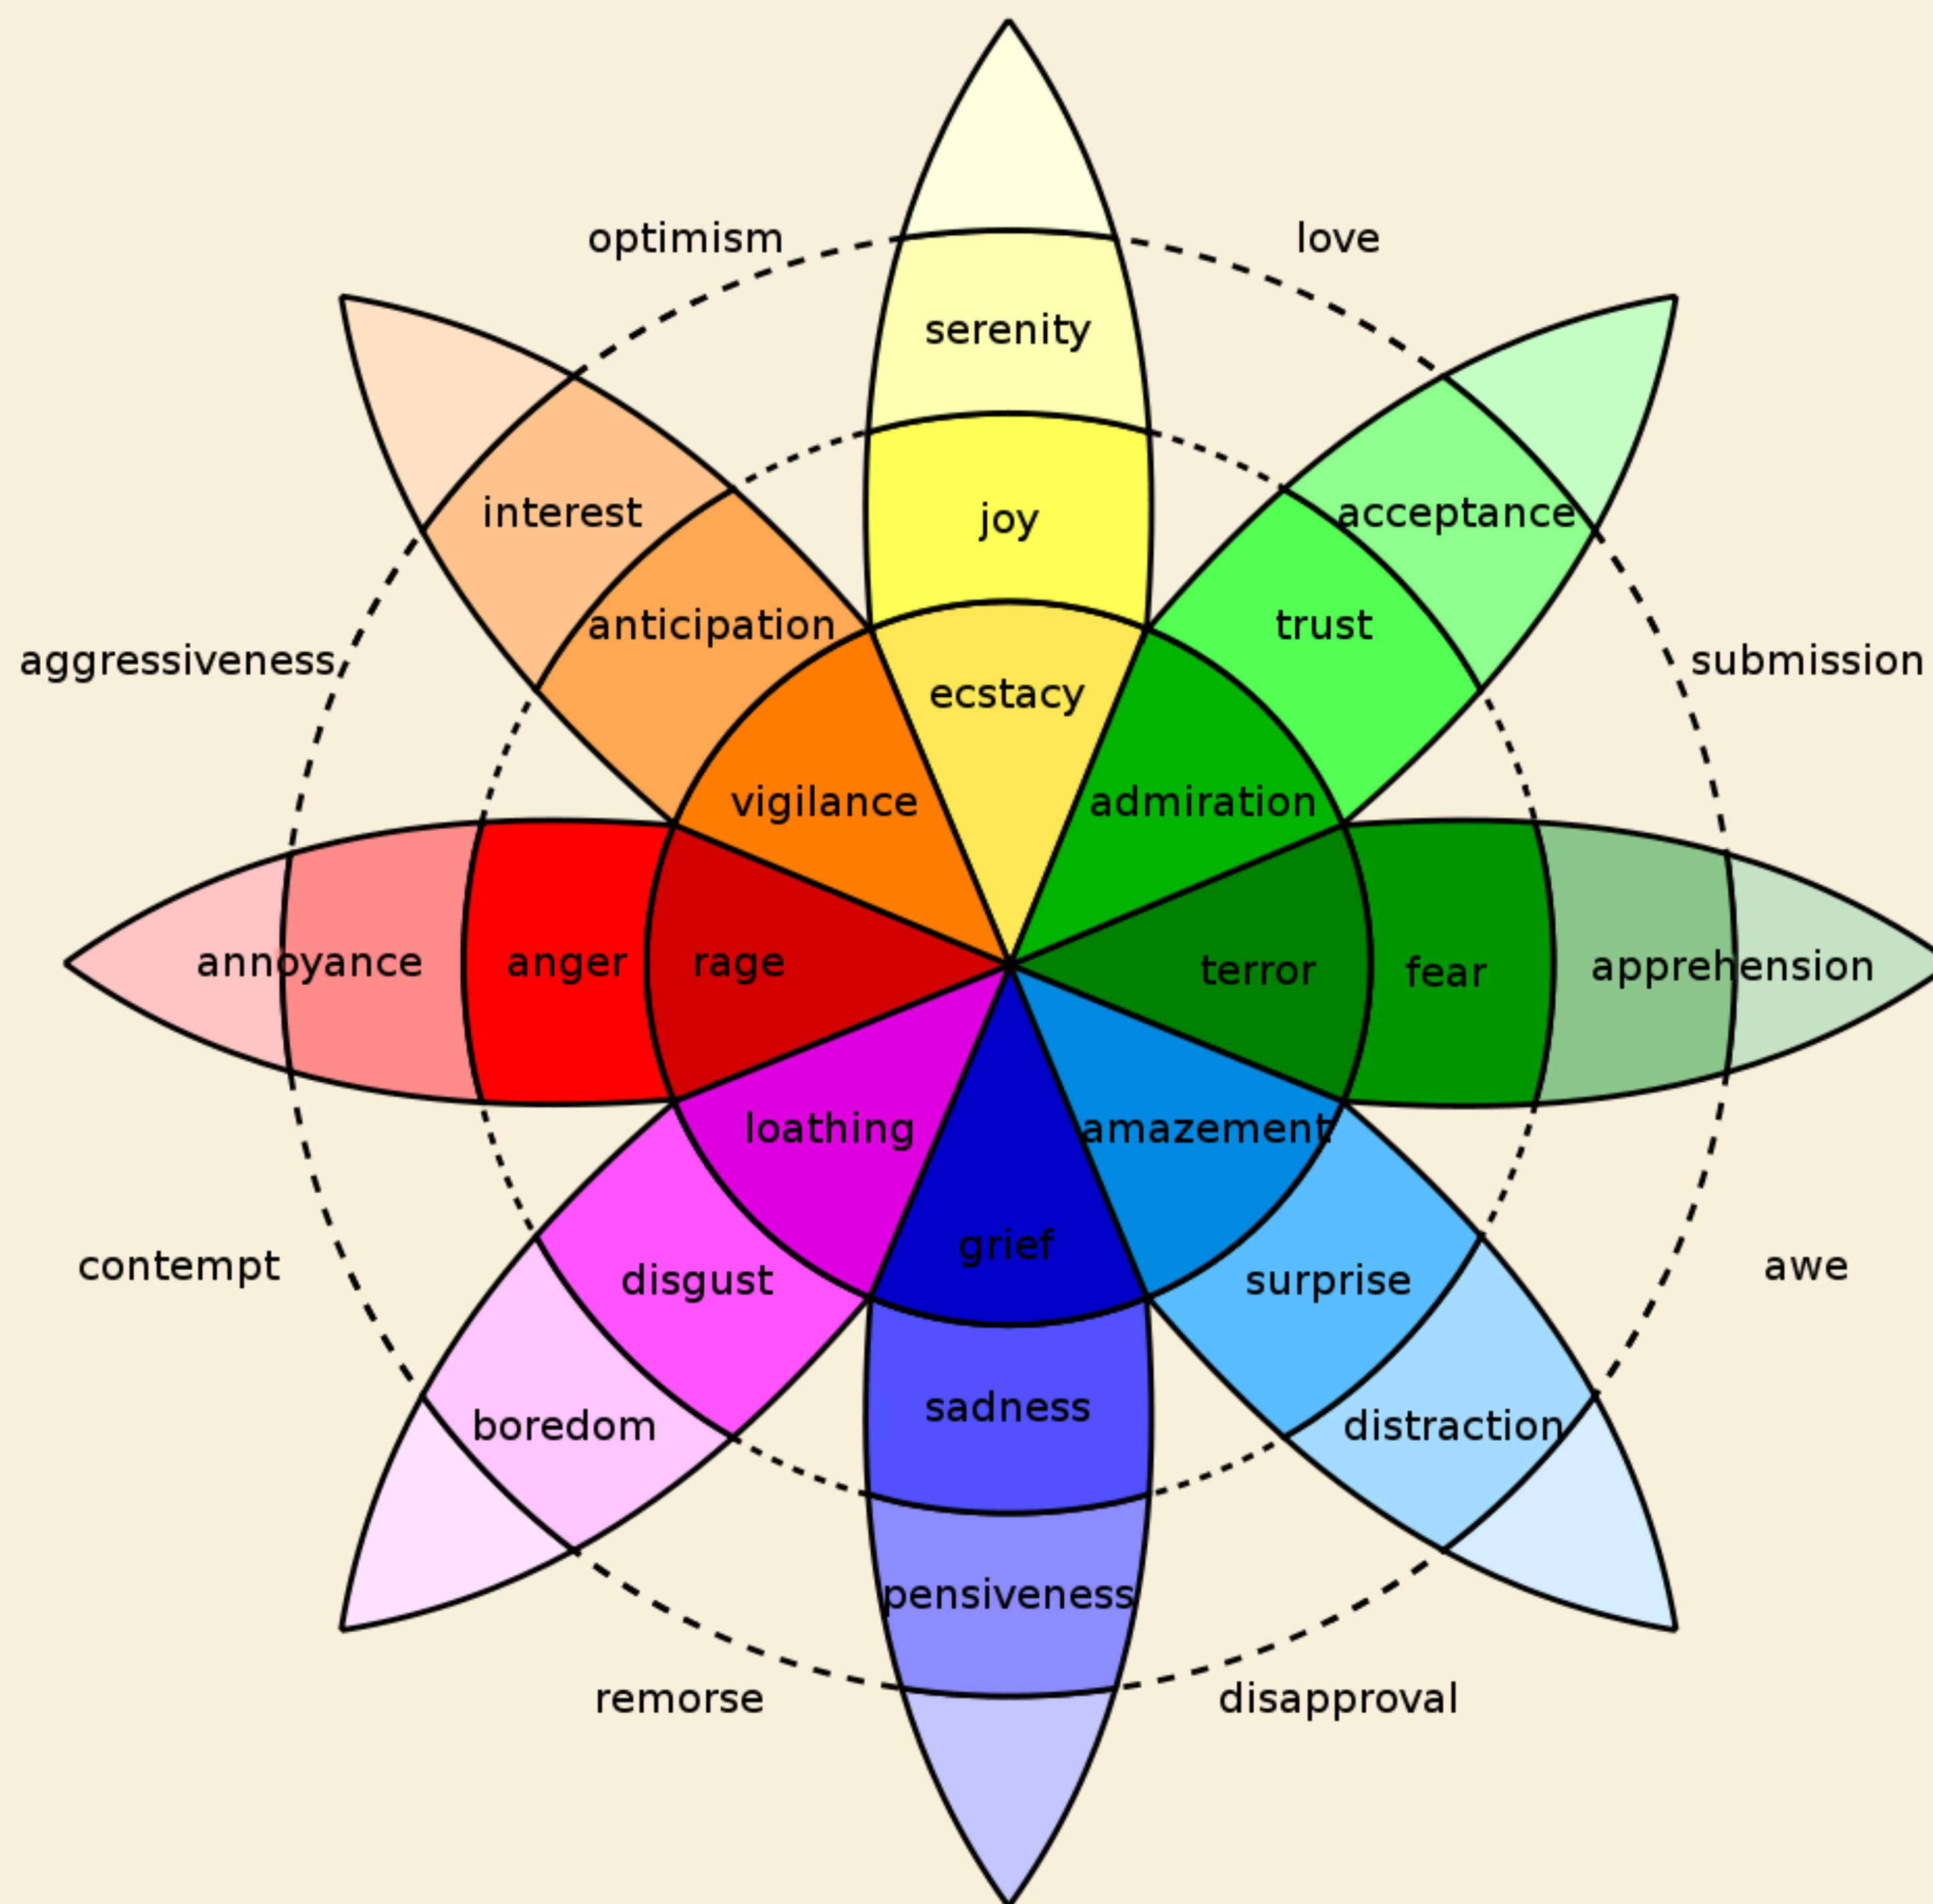 optimism
love
serenity
interest
joy
acceptance
anticipation
trust
aggressiveness
ecstacy
submission
vigilance
admiration
annoyance
anger
rage
terror
fear
apprehension
loathing
amazement
contempt
grief
awe
disgust
surprise
sadness
boredom
distraction
pensiveness
remorse
disapproval